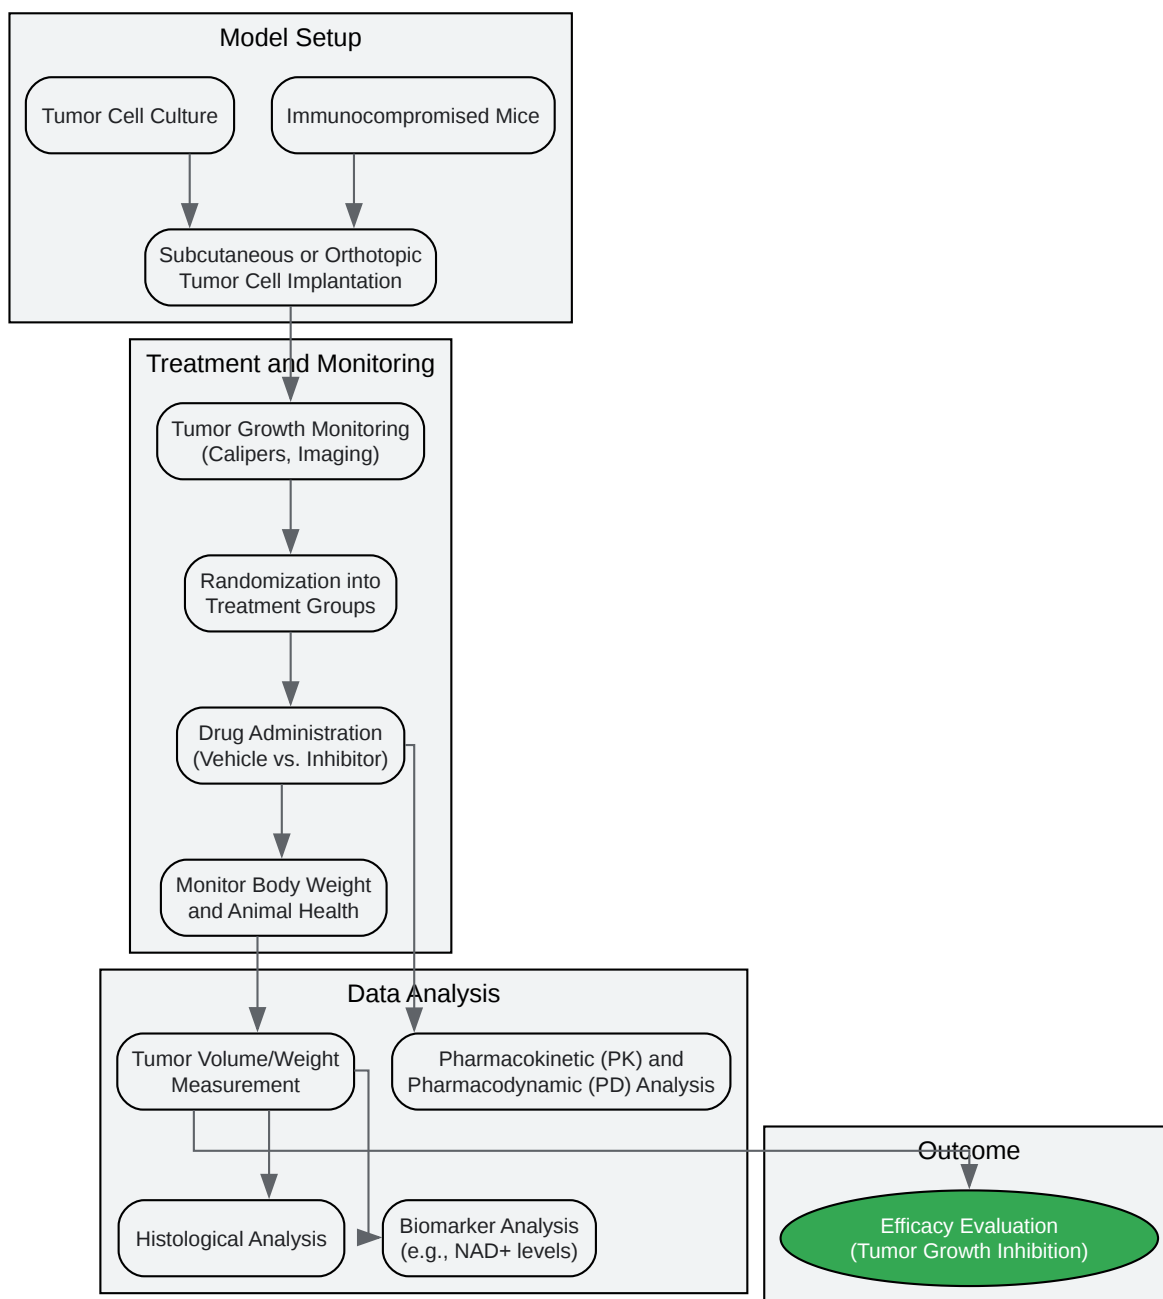 Model Setup
Tumor Cell Culture
Immunocompromised Mice
Subcutaneous or Orthotopic
Tumor Cell Implantation
Treatment and Monitoring
Tumor Growth Monitoring
(Calipers, Imaging)
Randomization into
Treatment Groups
Drug Administration
(Vehicle vs. Inhibitor)
Monitor Body Weight
and Animal Health
Data Analysis
Tumor Volume/Weight
Measurement
Pharmacokinetic (PK) and
Pharmacodynamic (PD) Analysis
Histological Analysis
Biomarker Analysis
(e.g., NAD+ levels)
Outcome
Efficacy Evaluation
(Tumor Growth Inhibition)